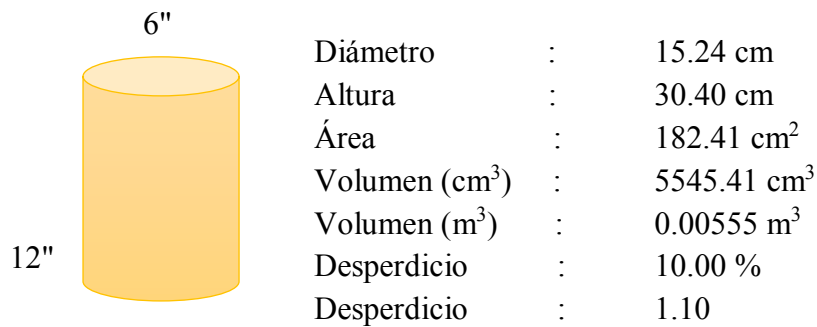 6"
12"
Diámetro : 15.24 cm
Altura : 30.40 cm
Área : 182.41 cm²
Volumen (cm³) : 5545.41 cm³
Volumen (m³) : 0.00555 m³
Desperdicio : 10.00 %
Desperdicio : 1.10